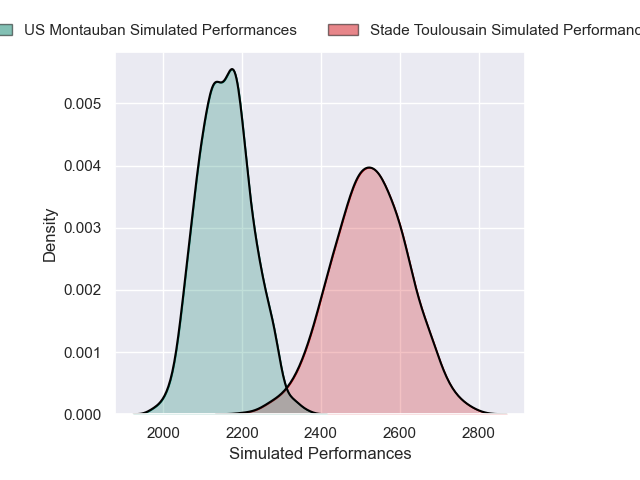 US Montauban Simulated Performances
Stade Toulousain Simulated Performanc
0.005
0.004
0.003
0.002
0.001
0.000
Density
2000 2200 2400 2600 2800
Simulated Performances